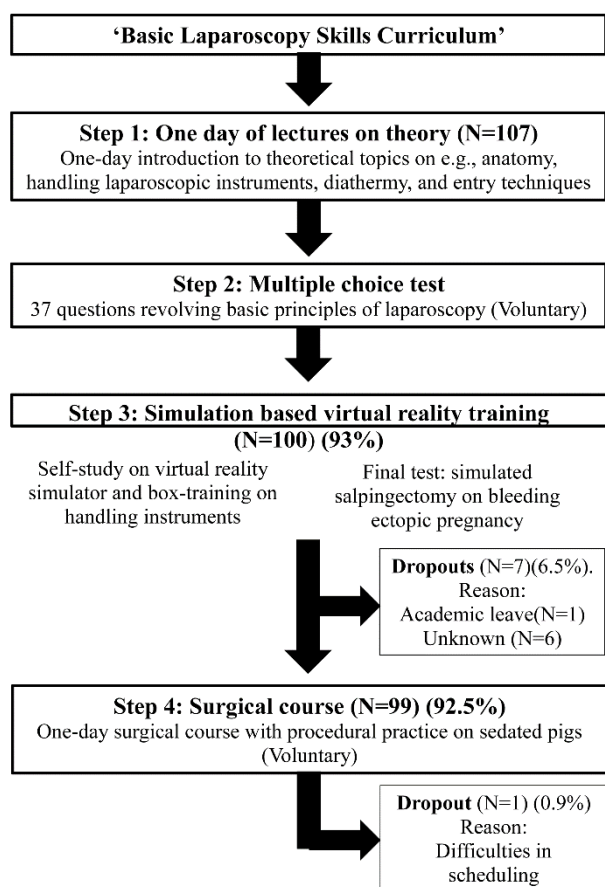 ‘Basic Laparoscopy Skills Curriculum’
Step 1: One day of lectures on theory (N=107)
One-day introduction to theoretical topics on e.g., anatomy,
handling laparoscopic instruments, diathermy, and entry techniques
Step 2: Multiple choice test
37 questions revolving basic principles of laparoscopy (Voluntary)
Step 3: Simulation based virtual reality training
(N=100) (93%)
Self-study on virtual reality
simulator and box-training on
handling instruments
Final test: simulated
salpingectomy on bleeding
ectopic pregnancy
Dropouts (N=7)(6.5%).
Reason:
Academic leave(N=1)
Unknown (N=6)
Step 4: Surgical course (N=99) (92.5%)
One-day surgical course with procedural practice on sedated pigs
(Voluntary)
Dropout (N=1) (0.9%)
Reason:
Difficulties in
scheduling